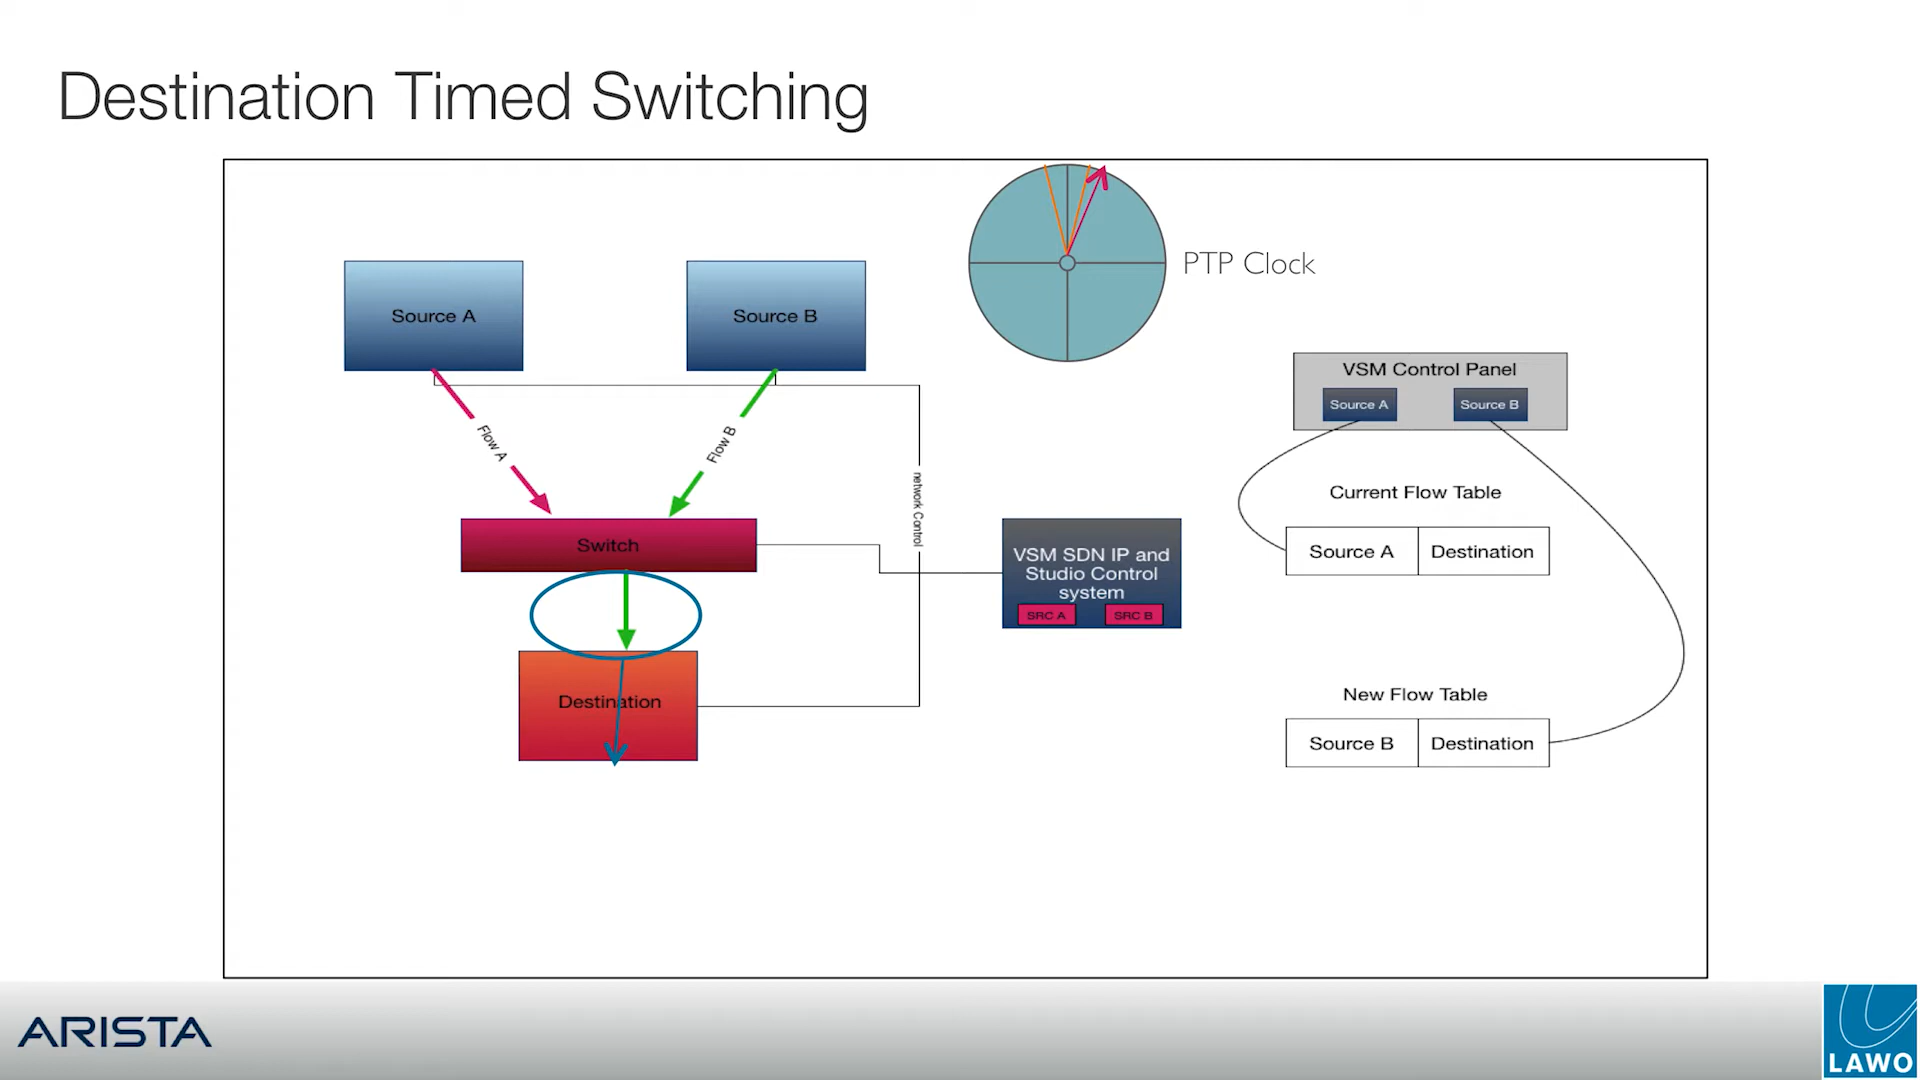 Destination Timed Switching
PTP Clock
Source A
Source B
VSM Control Panel
Source A
Source B
Flow A
Flow B
network Control
Current Flow Table
Source A
Destination
Switch
VSM SDN IP and
Studio Control
system
SRC A
SRC B
Destination
New Flow Table
Source B
Destination
ARISTA
LAWO